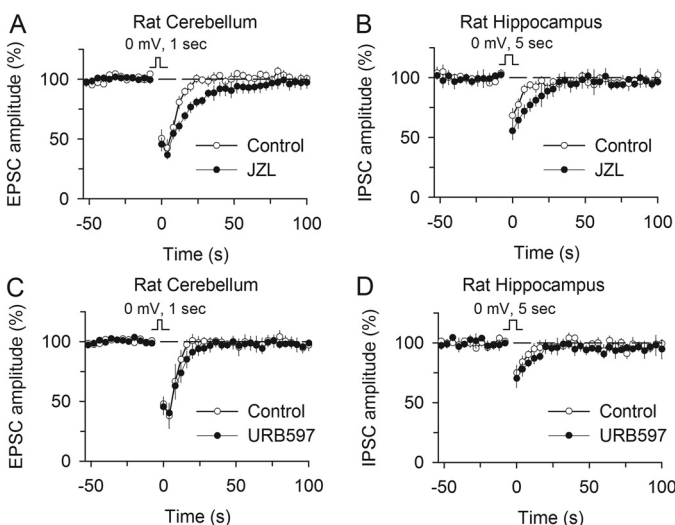 A
Rat Cerebellum
0 mV, 1 sec
EPSC amplitude (%)
100
50
0
Control
JZL
-50
0
50
100
Time (s)
B
Rat Hippocampus
0 mV, 5 sec
IPSC amplitude (%)
100
50
0
Control
JZL
-50
0
50
100
Time (s)
C
Rat Cerebellum
0 mV, 1 sec
EPSC amplitude (%)
100
50
0
Control
URB597
-50
0
50
100
Time (s)
D
Rat Hippocampus
0 mV, 5 sec
IPSC amplitude (%)
100
50
0
Control
URB597
-50
0
50
100
Time (s)